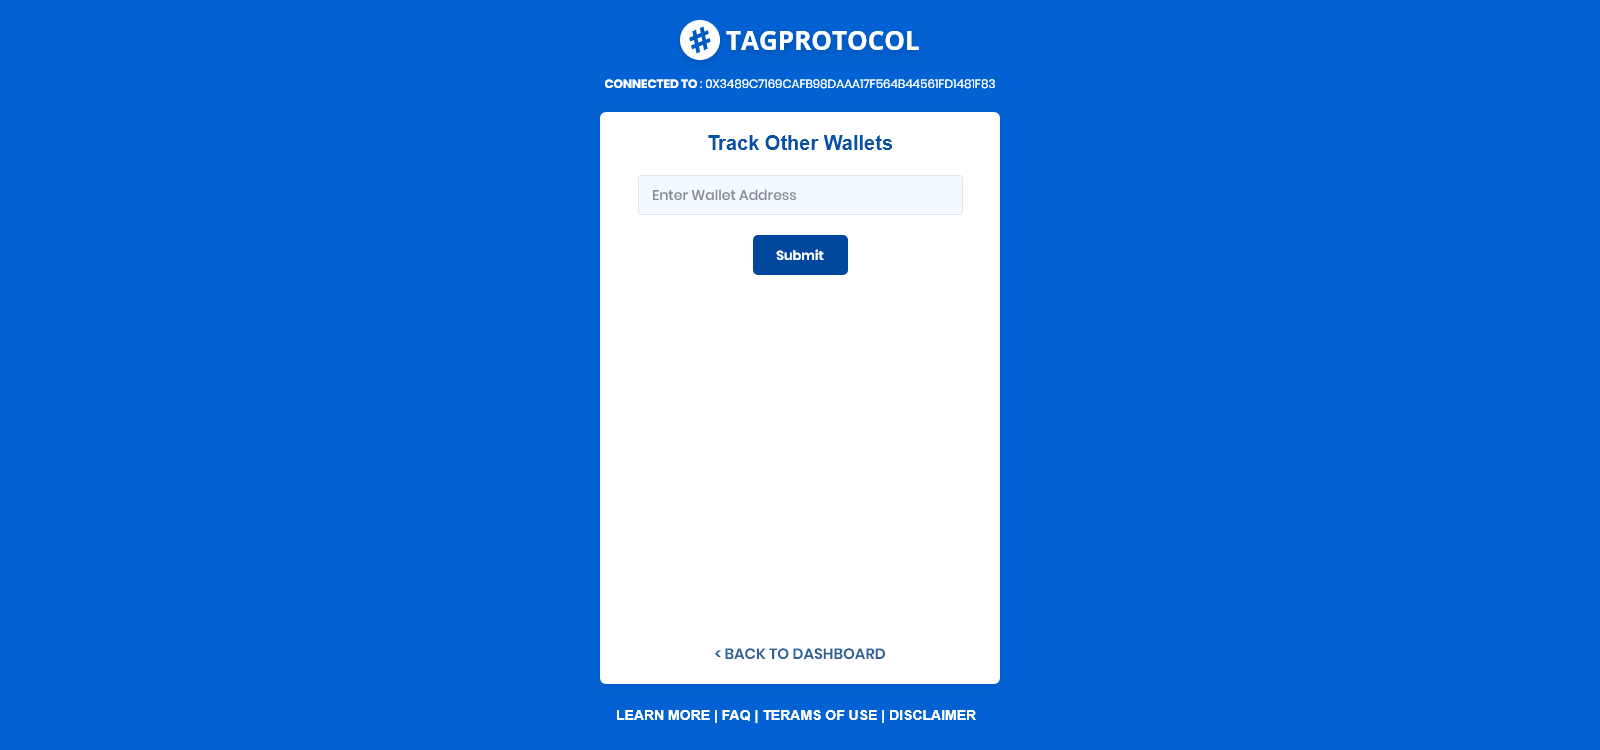 TAGPROTOCOL
CONNECTED TO : 0X3489C7169CAFB98DAAA17F564B44561FD1481F83
Track Other Wallets
Enter Wallet Address
Submit
< BACK TO DASHBOARD
LEARN MORE | FAQ | TERAMS OF USE | DISCLAIMER